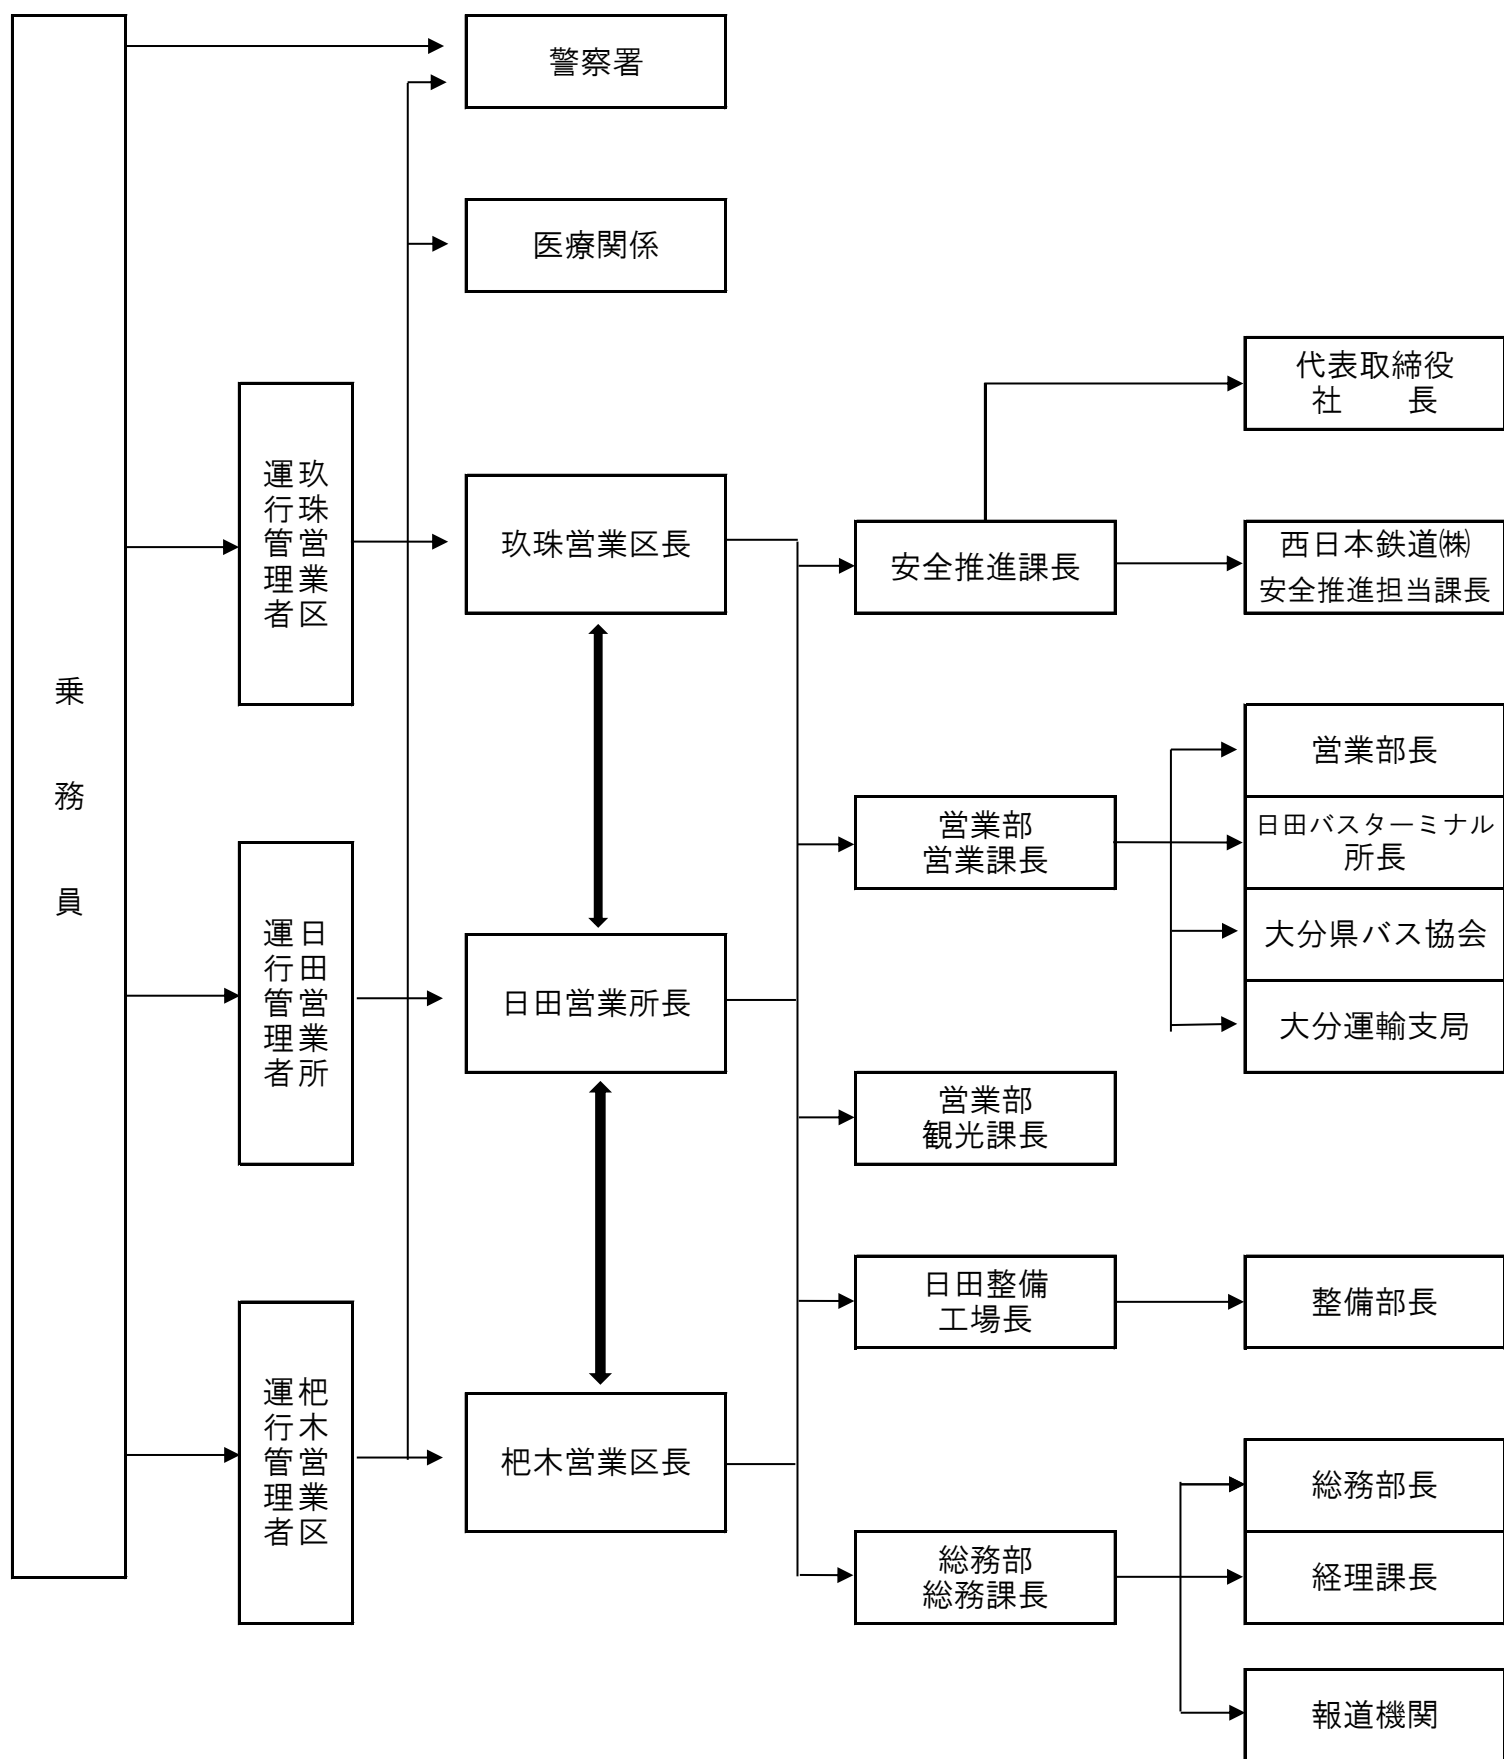 乗務員
玖珠営業区
運行管理者
日田営業所
運行管理者
杷木営業区
運行管理者
警察署
医療関係
玖珠営業区長
日田営業所長
杷木営業区長
安全推進課長
営業部
営業課長
営業部
観光課長
日田整備
工場長
総務部
総務課長
代表取締役
社　　長
西日本鉄道㈱
安全推進担当課長
営業部長
日田バスターミナル
所長
大分県バス協会
大分運輸支局
整備部長
総務部長
経理課長
報道機関